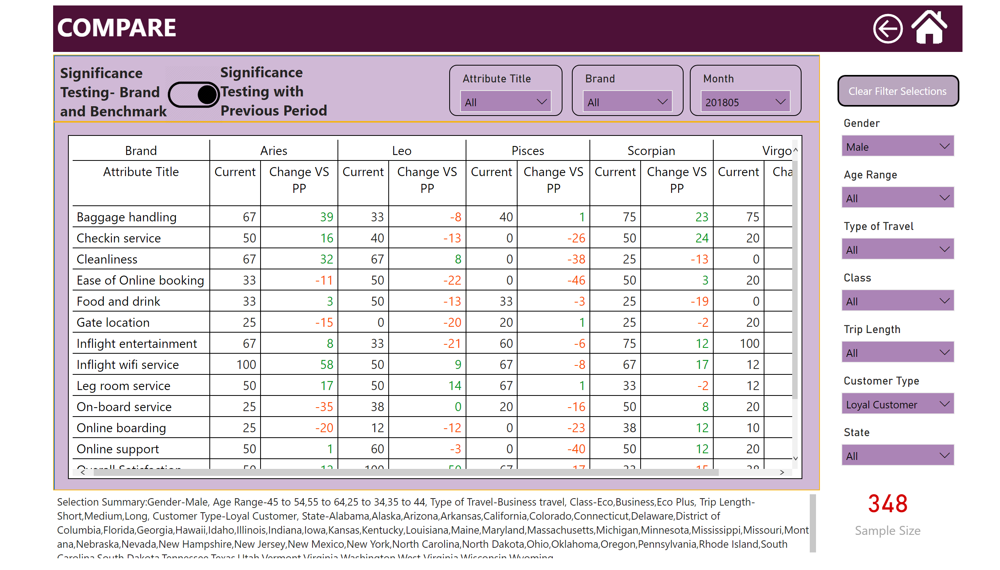 COMPARE
Significance
Testing- Brand
and Benchmark
Significance
Testing with
Previous Period
Attribute Title
All
Brand
All
Month
201805
Clear Filter Selections
Brand Aries Leo Pisces Scorpian Virgo
Attribute Title Current Change VS PP Current Change VS PP Current Change VS PP Current Change VS PP Current Cha
Baggage handling 67 39 33 -8 40 1 75 23 75
Checkin service 50 16 40 -13 0 -26 50 24 20
Cleanliness 67 32 67 8 0 -38 25 -13 0
Ease of Online booking 33 -11 50 -22 0 -46 50 3 20
Food and drink 33 3 50 -13 33 -3 25 -19 0
Gate location 25 -15 0 -20 20 1 25 -2 20
Inflight entertainment 67 8 33 -21 60 -6 75 12 100
Inflight wifi service 100 58 50 9 67 -8 67 17 12
Leg room service 50 17 50 14 67 1 33 -2 12
On-board service 25 -35 38 0 20 -16 50 8 20
Online boarding 25 -20 12 -12 0 -23 38 12 10
Online support 50 1 60 -3 0 -40 50 12 20
Overall Satisfaction
Gender
Male
Age Range
All
Type of Travel
All
Class
All
Trip Length
All
Customer Type
Loyal Customer
State
All
348
Sample Size
Selection Summary:Gender-Male, Age Range-45 to 54,55 to 64,25 to 34,35 to 44, Type of Travel-Business travel, Class-Eco,Business,Eco Plus, Trip Length-
Short,Medium,Long, Customer Type-Loyal Customer, State-Alabama,Alaska,Arizona,Arkansas,California,Colorado,Connecticut,Delaware,District of
Columbia,Florida,Georgia,Hawaii,Idaho,Illinois,Indiana,Iowa,Kansas,Kentucky,Louisiana,Maine,Maryland,Massachusetts,Michigan,Minnesota,Mississippi,Missouri,Mont
ana,Nebraska,Nevada,New Hampshire,New Jersey,New Mexico,New York,North Carolina,North Dakota,Ohio,Oklahoma,Oregon,Pennsylvania,Rhode Island,South
Carolina,South Dakota,Tennessee,Texas,Utah,Vermont,Virginia,Washington,West Virginia,Wisconsin,Wyoming